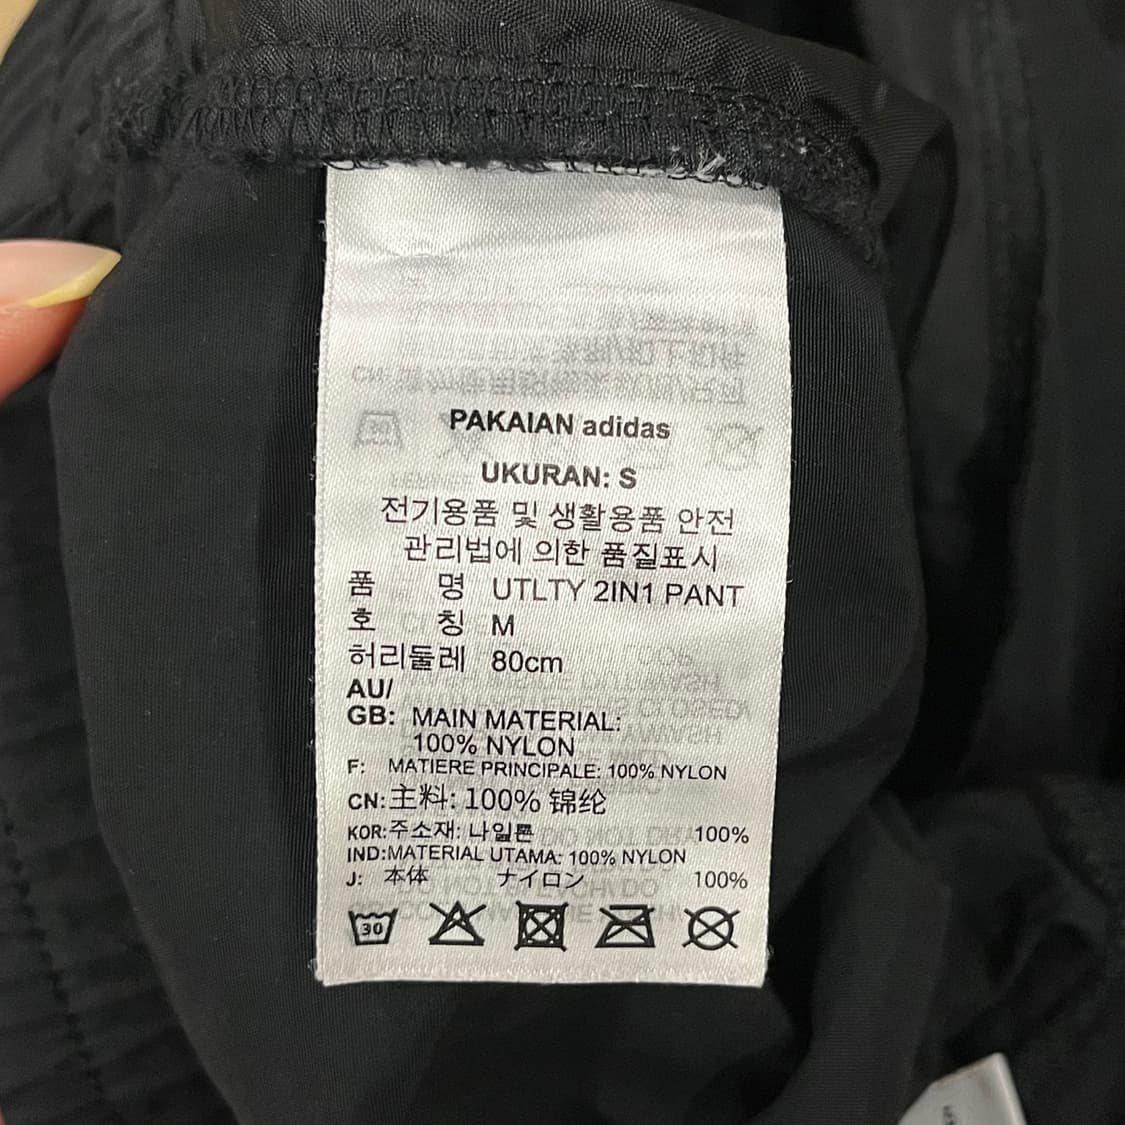 PAKAIAN adidas
UKURAN: S
전기용품 및 생활용품 안전
관리법에 의한 품질표시
품 명 UTLTY 2IN1 PANT
호 칭 M
허리둘레 80cm
AU/
GB: MAIN MATERIAL:
100% NYLON
F: MATIERE PRINCIPALE: 100% NYLON
CN: 主料: 100% 锦纶
KOR: 주소재: 나일론 100%
IND: MATERIAL UTAMA: 100% NYLON
J: 本体 ナイロン 100%
30